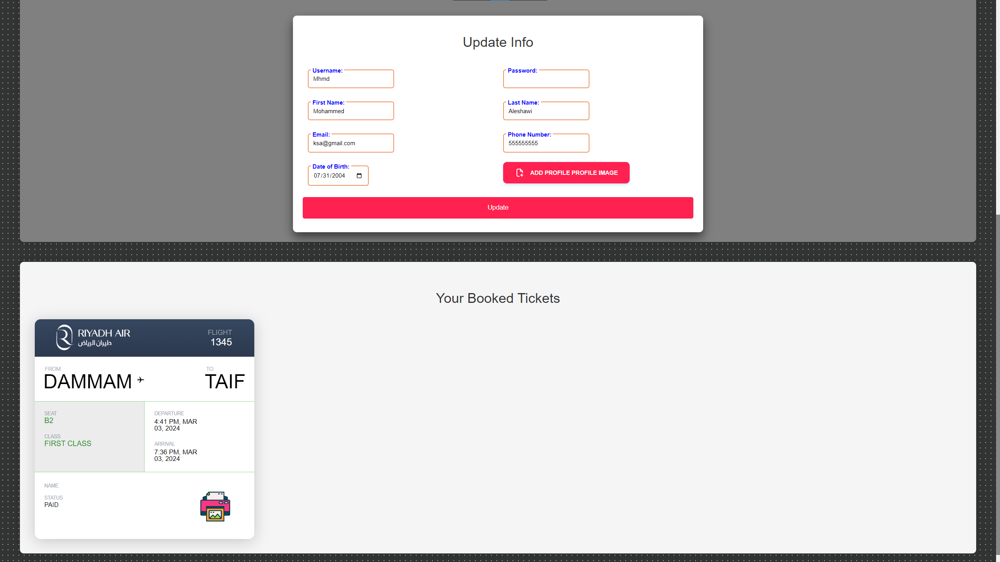 Update Info
Username:
Mhmd
Password:
First Name:
Mohammed
Last Name:
Aleshawi
Email:
ksa@gmail.com
Phone Number:
555555555
Date of Birth:
07/31/2004
ADD PROFILE PROFILE IMAGE
Update
Your Booked Tickets
RIYADH AIR
طيران الرياض
FLIGHT
1345
FROM
DAMMAM
TO
TAIF
SEAT
B2
CLASS
FIRST CLASS
DEPARTURE
4:41 PM, MAR
03, 2024
ARRIVAL
7:36 PM, MAR
03, 2024
NAME
STATUS
PAID